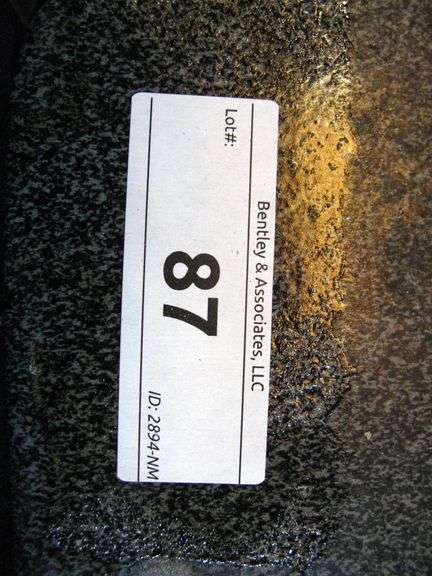 Bentley & Associates, LLC
Lot#:
87
ID: 2894-NM